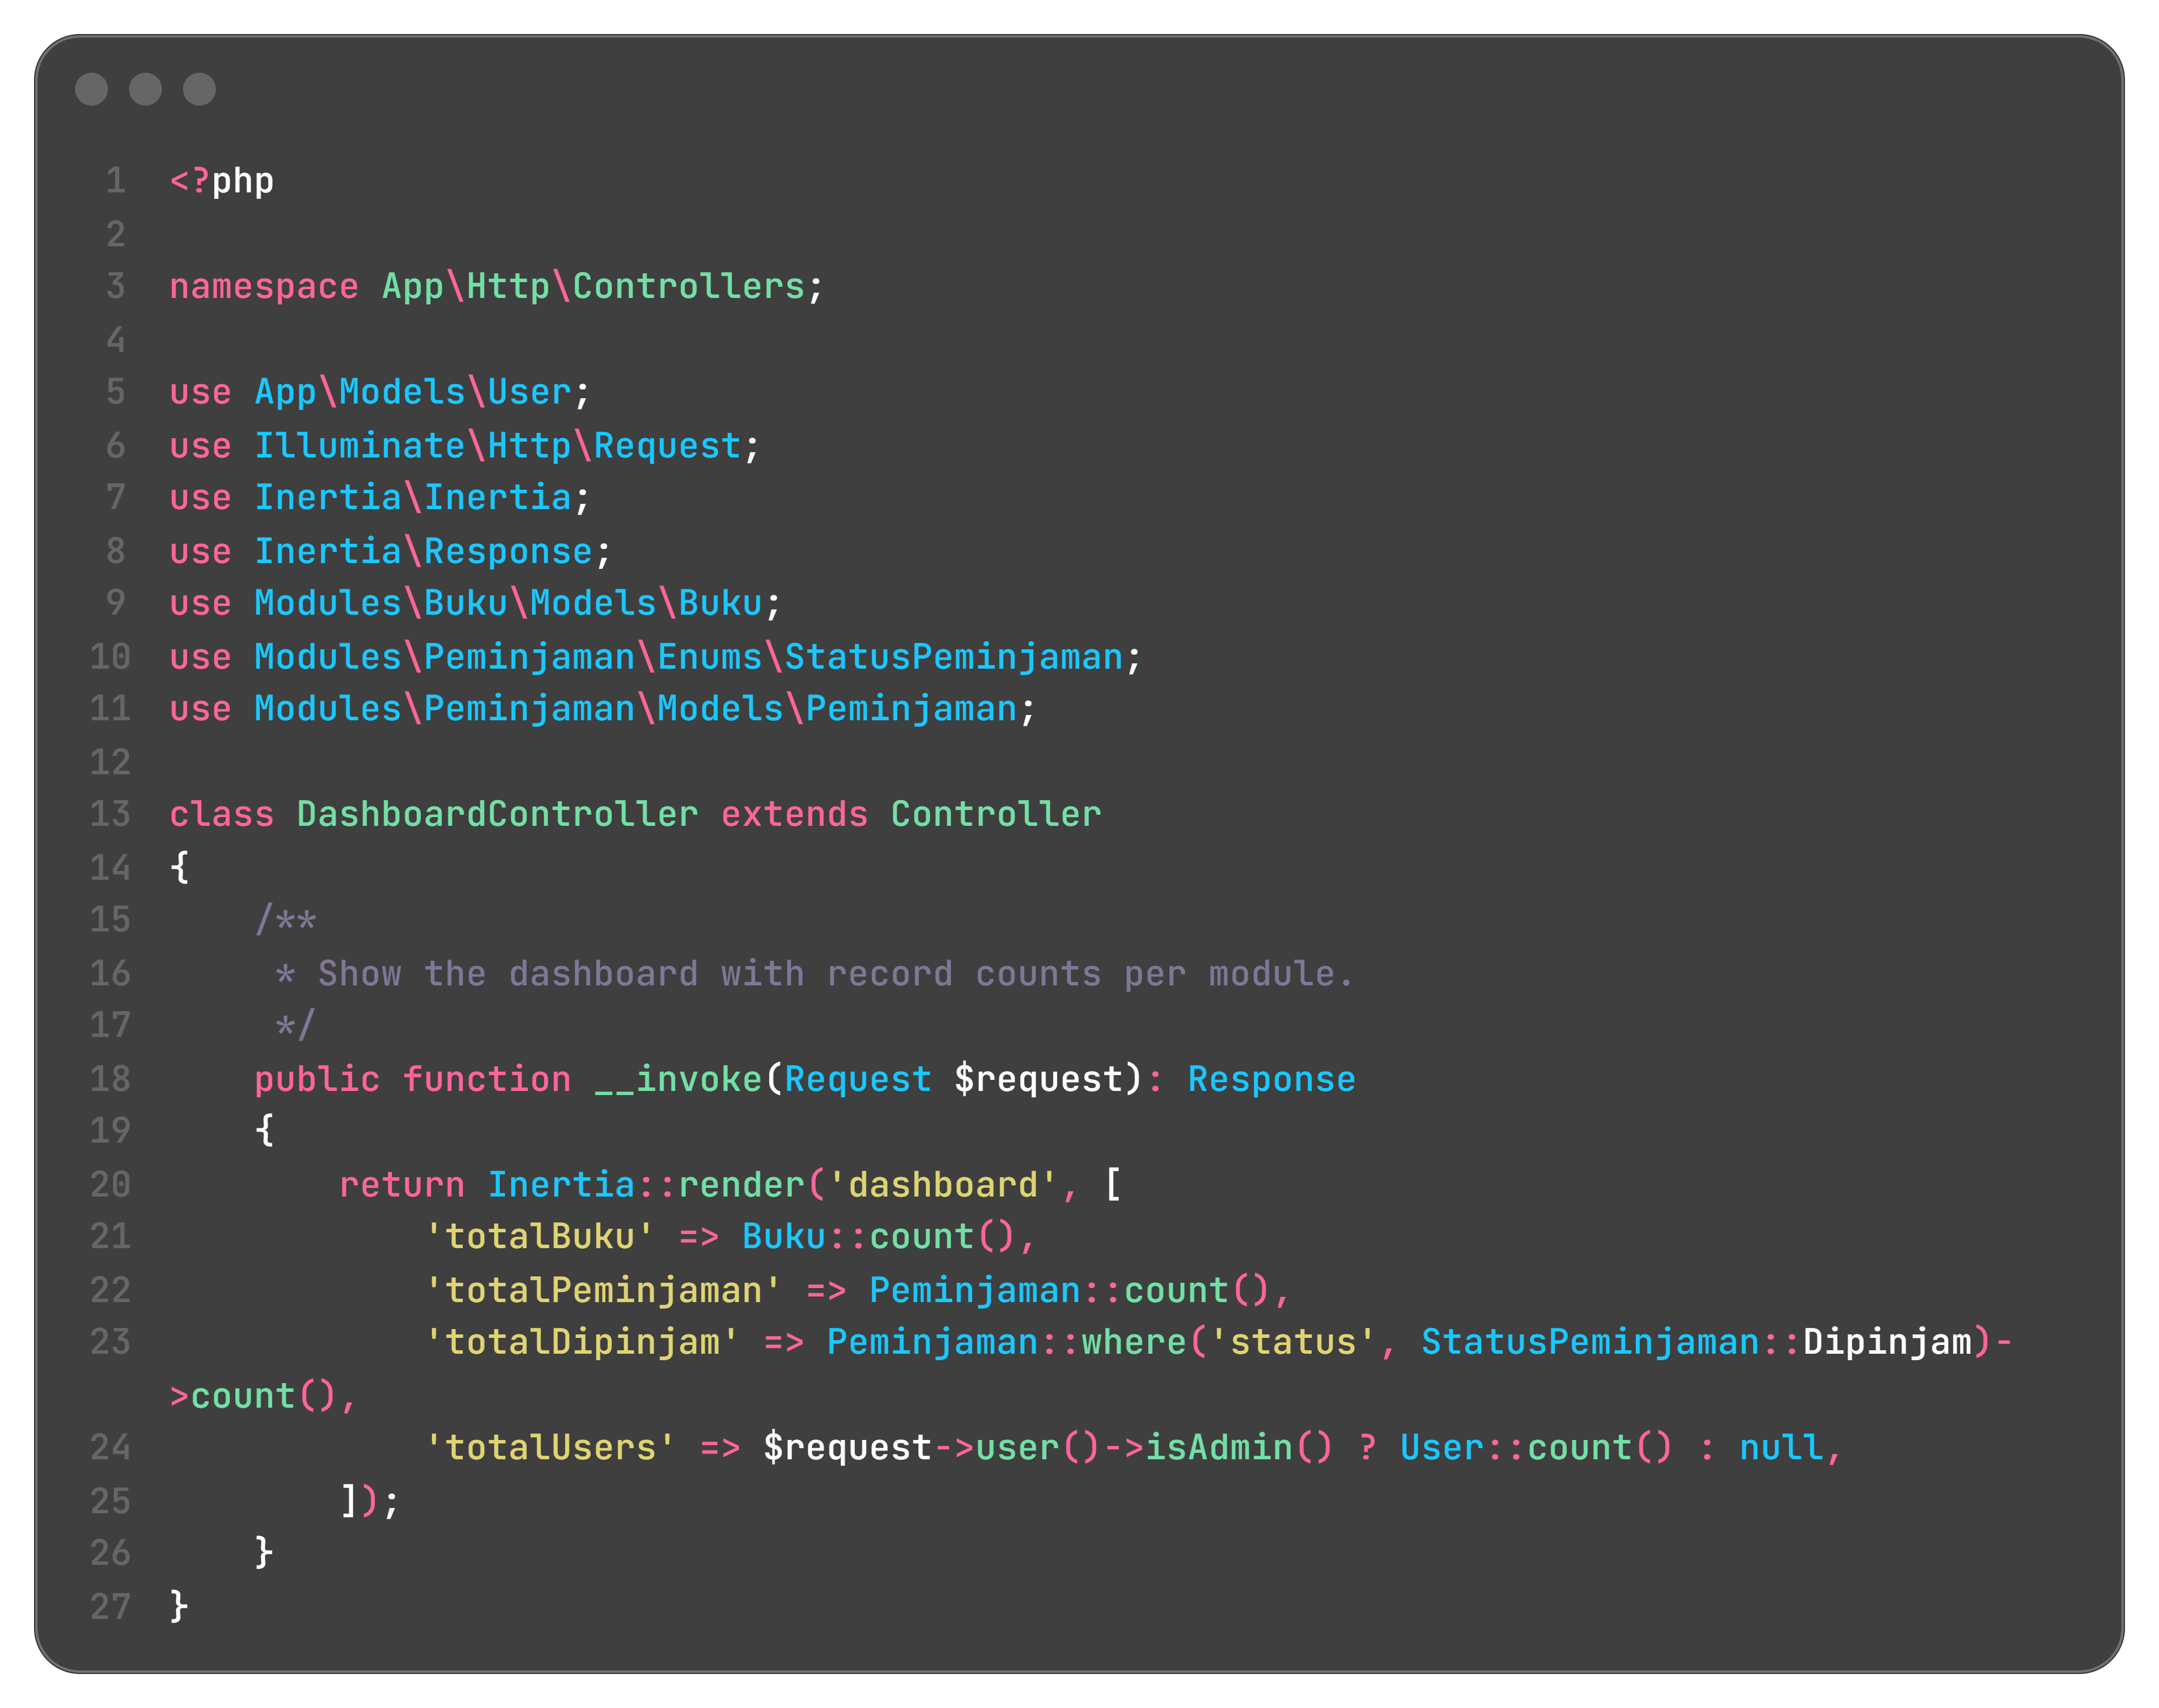 1 <?php
2
3 namespace App\Http\Controllers;
4
5 use App\Models\User;
6 use Illuminate\Http\Request;
7 use Inertia\Inertia;
8 use Inertia\Response;
9 use Modules\Buku\Models\Buku;
10 use Modules\Peminjaman\Enums\StatusPeminjaman;
11 use Modules\Peminjaman\Models\Peminjaman;
12
13 class DashboardController extends Controller
14 {
15     /**
16      * Show the dashboard with record counts per module.
17      */
18     public function __invoke(Request $request): Response
19     {
20         return Inertia::render('dashboard', [
21             'totalBuku' => Buku::count(),
22             'totalPeminjaman' => Peminjaman::count(),
23             'totalDipinjam' => Peminjaman::where('status', StatusPeminjaman::Dipinjam)-
>count(),
24             'totalUsers' => $request->user()->isAdmin() ? User::count() : null,
25         ]);
26     }
27 }